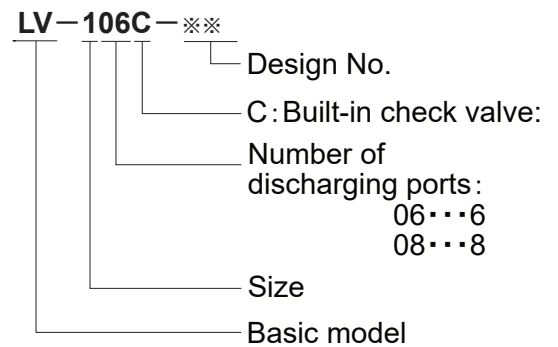 LV－106C－※※
Design No.
C:Built-in check valve:
Number of
discharging ports:
06･･･6
08･･･8
Size
Basic model